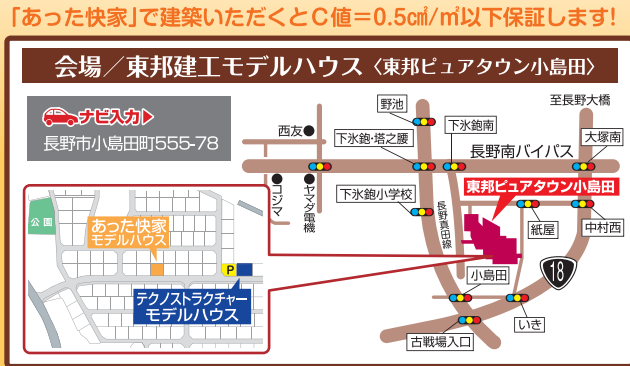 「あった快家」で建築いただくとC値=0.5c㎡/㎡以下保証します!
会場/東邦建工モデルハウス〈東邦ピュアタウン小島田〉
ナビ入力▶
長野市小島田町555-78
野池
至長野大橋
西友
下氷鉋・塔之腰
下氷鉋南
大塚南
長野南バイパス
コジマ
ヤマダ電機
下氷鉋小学校
長野真田線
東邦ピュアタウン小島田
紙屋
中村西
18
小島田
いき
古戦場入口
公園
あった快家
モデルハウス
P
テクノストラクチャー
モデルハウス